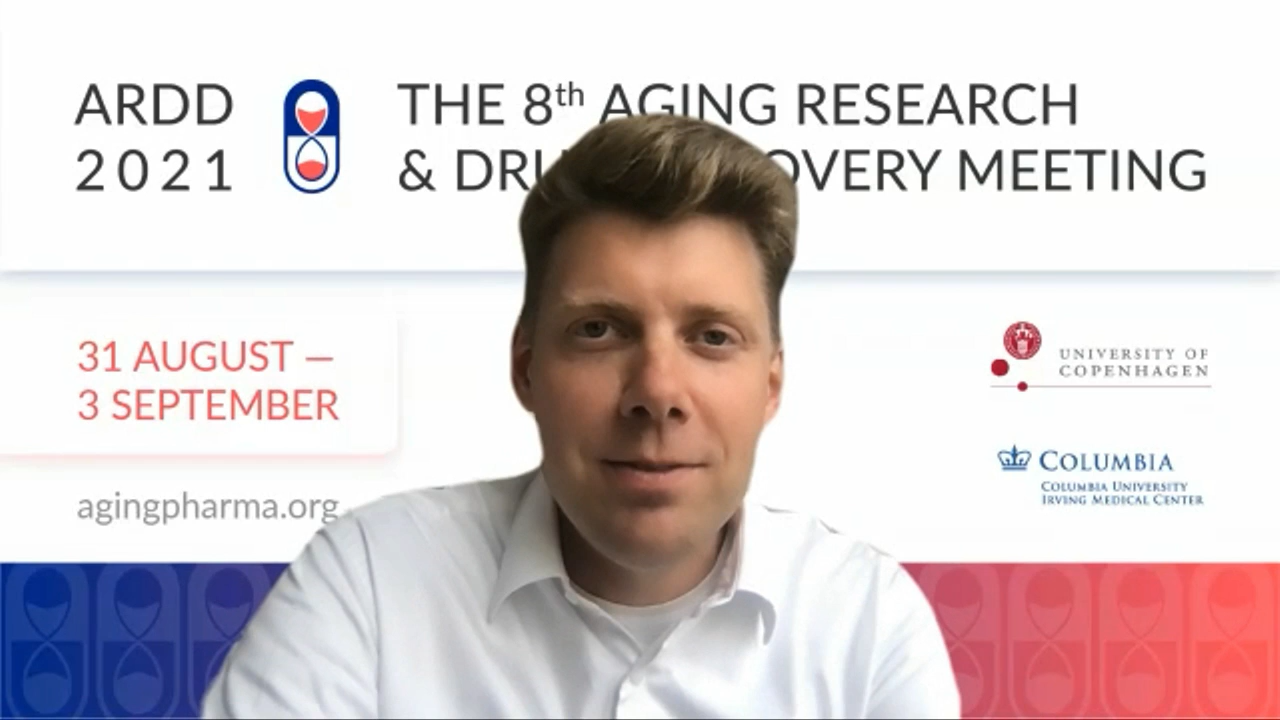 ARDD
2021
THE 8th AGING RESEARCH
& DRU OVERY MEETING
31 AUGUST —
3 SEPTEMBER
agingpharma.org
UNIVERSITY OF
COPENHAGEN
COLUMBIA
COLUMBIA UNIVERSITY
IRVING MEDICAL CENTER